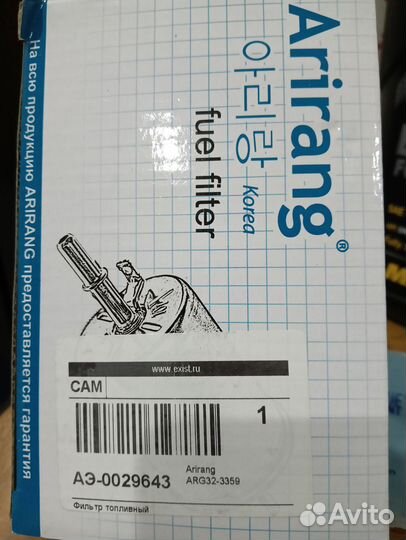 На всю продукцию ARIRANG предоставляется гарантия
Arirang®
아리랑
Korea
fuel filter
www.exist.ru
САМ
1
АЭ-0029643
Arirang
ARG32-3359
Фильтр топливный
Avito